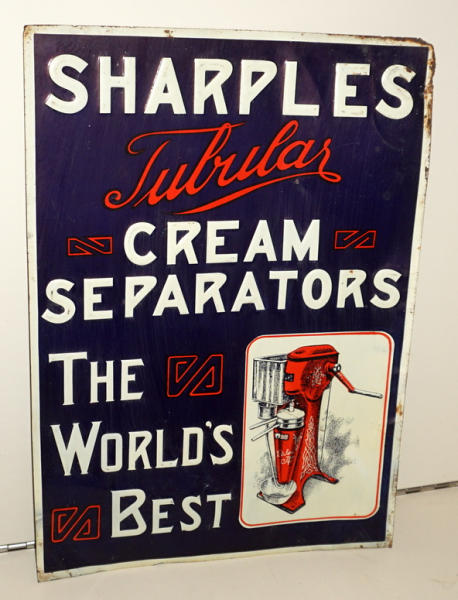 SHARPLES
Tubular
CREAM
SEPARATORS
THE
WORLD'S
BEST